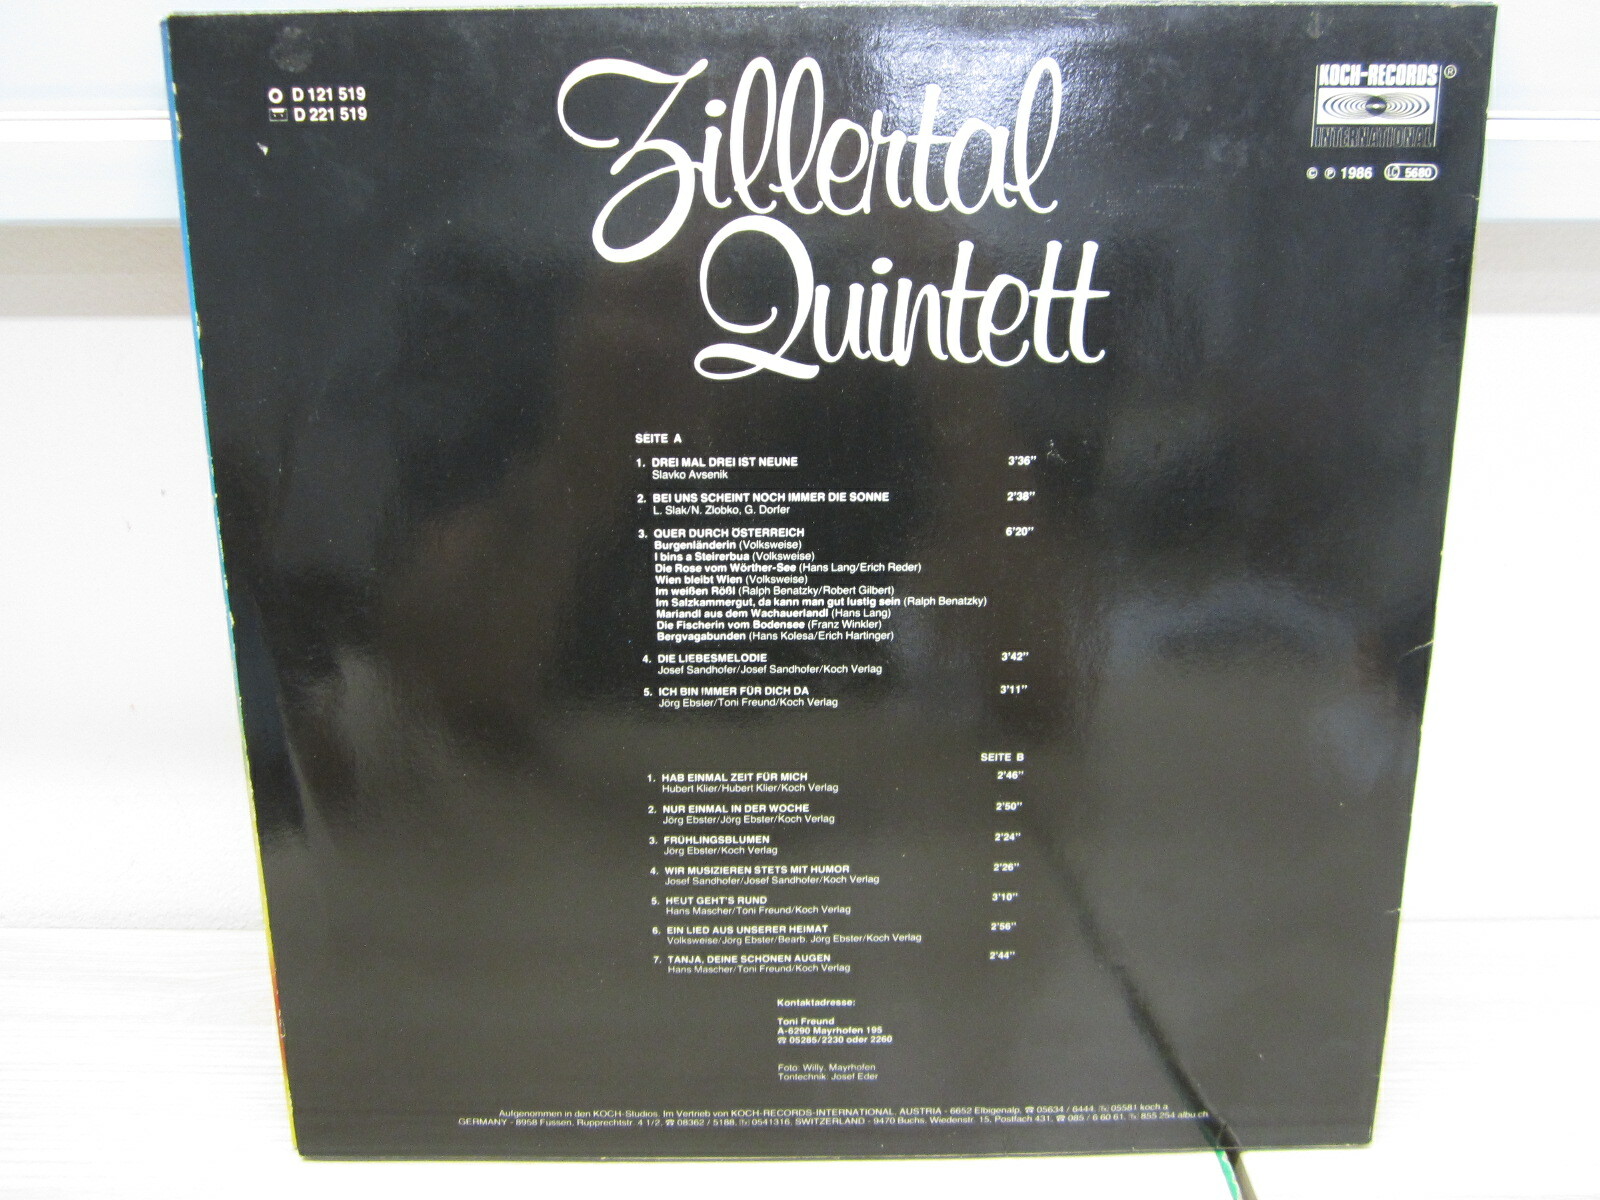 D 121 519
D 221 519
Zillertal
Quintett
KOCH-RECORDS ®
INTERNATIONAL
© ℗ 1986 LC 5680
SEITE A
1. DREI MAL DREI IST NEUNE 3'36"
Slavko Avsenik
2. BEI UNS SCHEINT NOCH IMMER DIE SONNE 2'38"
L. Slak/N. Zlobko, G. Dorfer
3. QUER DURCH ÖSTERREICH 6'20"
Burgenländerin (Volksweise)
I bins a Steirerbua (Volksweise)
Die Rose vom Wörther-See (Hans Lang/Erich Reder)
Wien bleibt Wien (Volksweise)
Im weißen Rößl (Ralph Benatzky/Robert Gilbert)
Im Salzkammergut, da kann man gut lustig sein (Ralph Benatzky)
Mariandl aus dem Wachauerlandl (Hans Lang)
Die Fischerin vom Bodensee (Franz Winkler)
Bergvagabunden (Hans Kolesa/Erich Hartinger)
4. DIE LIEBESMELODIE 3'42"
Josef Sandhofer/Josef Sandhofer/Koch Verlag
5. ICH BIN IMMER FÜR DICH DA 3'11"
Jörg Ebster/Toni Freund/Koch Verlag
SEITE B
1. HAB EINMAL ZEIT FÜR MICH 2'46"
Hubert Klier/Hubert Klier/Koch Verlag
2. NUR EINMAL IN DER WOCHE 2'50"
Jörg Ebster/Jörg Ebster/Koch Verlag
3. FRÜHLINGSBLUMEN 2'24"
Jörg Ebster/Koch Verlag
4. WIR MUSIZIEREN STETS MIT HUMOR 2'26"
Josef Sandhofer/Josef Sandhofer/Koch Verlag
5. HEUT GEHT'S RUND 3'10"
Hans Mascher/Toni Freund/Koch Verlag
6. EIN LIED AUS UNSERER HEIMAT 2'56"
Volksweise/Jörg Ebster/Bearb. Jörg Ebster/Koch Verlag
7. TANJA, DEINE SCHÖNEN AUGEN 2'44"
Hans Mascher/Toni Freund/Koch Verlag
Kontaktadresse:
Toni Freund
A-6290 Mayrhofen 195
☎ 05285/2230 oder 2260
Foto: Willy, Mayrhofen
Tontechnik: Josef Eder
Aufgenommen in den KOCH-Studios. Im Vertrieb von KOCH-RECORDS-INTERNATIONAL. AUSTRIA - 6652 Elbigenalp, ☎ 05634 / 6444, 05581 koch a
GERMANY - 8958 Füssen, Rupprechtstr. 4 1/2, ☎ 08362 / 5188, 0541316, SWITZERLAND - 9470 Buchs, Wiedenstr. 15, Postfach 431, ☎ 085 / 6 60 61, 855 254 albu ch